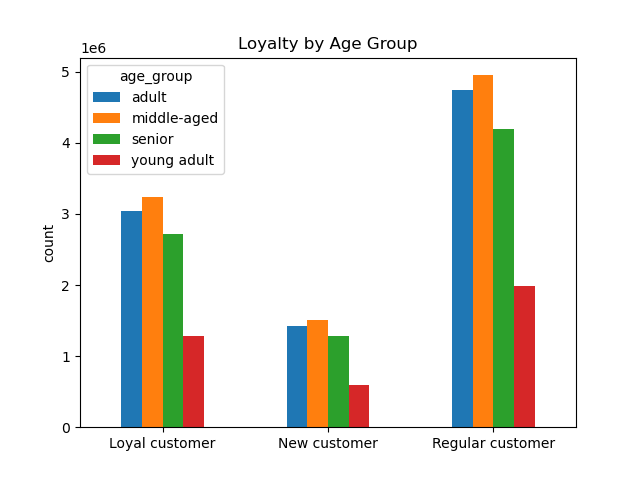 Loyalty by Age Group
1e6
age_group
adult
middle-aged
senior
young adult
count
5
4
3
2
1
0
Loyal customer
New customer
Regular customer